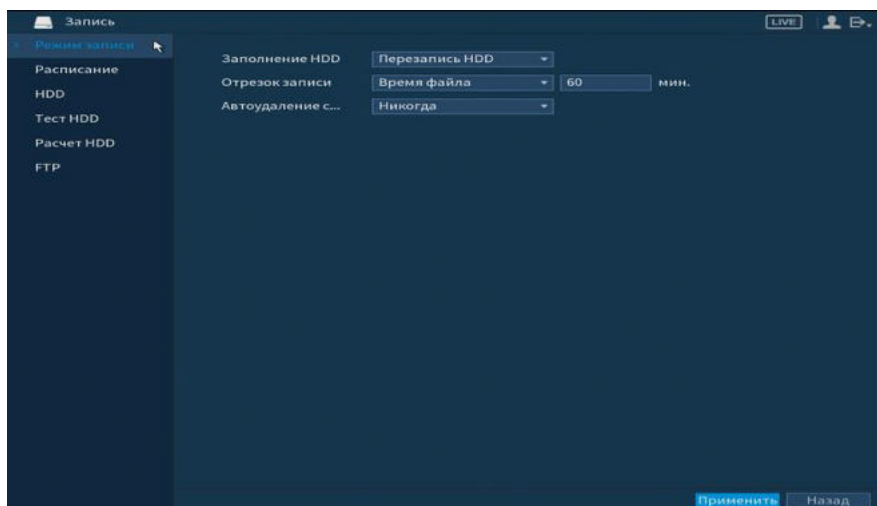 Запись
LIVE
Режим записи
Расписание
HDD
Тест HDD
Расчет HDD
FTP
Заполнение HDD Перезапись HDD
Отрезок записи Время файла 60 мин.
Автоудаление с... Никогда
Применить Назад